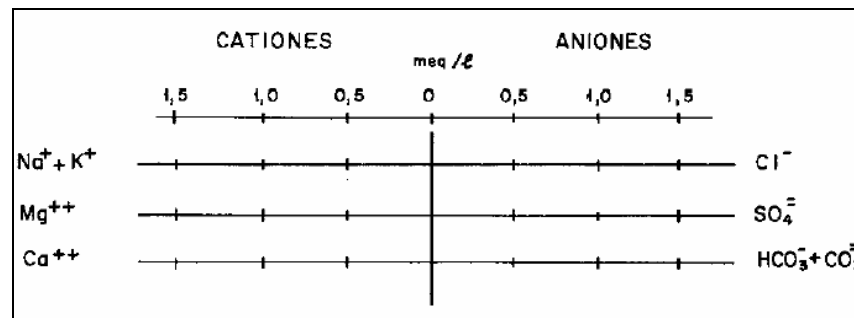 CATIONES ANIONES
meq/ℓ
1,5 1,0 0,5 0 0,5 1,0 1,5
Na⁺ + K⁺ Cl⁻
Mg⁺⁺ SO₄⁼
Ca⁺⁺ HCO₃⁻ + CO